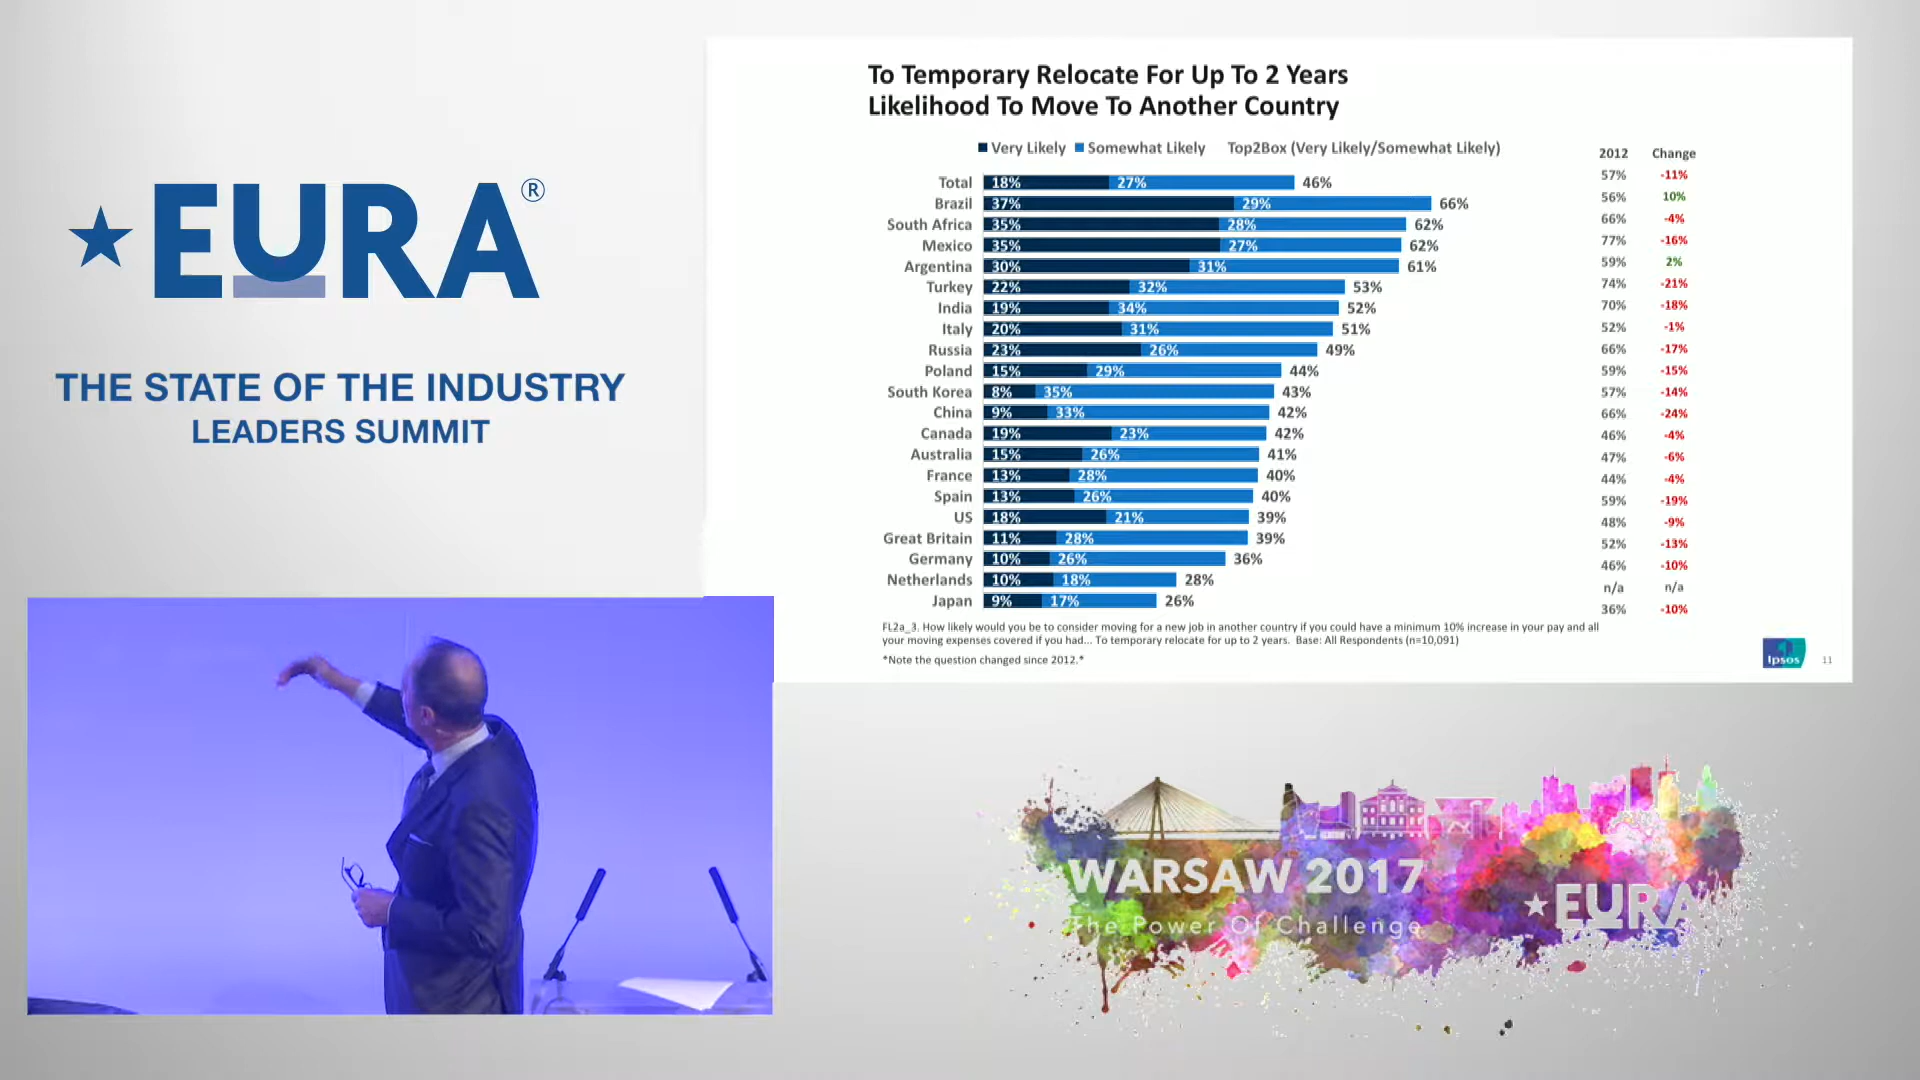 EURA®
THE STATE OF THE INDUSTRY
LEADERS SUMMIT
To Temporary Relocate For Up To 2 Years
Likelihood To Move To Another Country
Very Likely Somewhat Likely Top2Box (Very Likely/Somewhat Likely) 2012 Change
Total 18% 27% 46% 57% -11%
Brazil 37% 29% 66% 56% 10%
South Africa 35% 28% 62% 66% -4%
Mexico 35% 27% 62% 77% -16%
Argentina 30% 31% 61% 59% 2%
Turkey 22% 32% 53% 74% -21%
India 19% 34% 52% 70% -18%
Italy 20% 31% 51% 52% -1%
Russia 23% 26% 49% 66% -17%
Poland 15% 29% 44% 59% -15%
South Korea 8% 35% 43% 57% -14%
China 9% 33% 42% 66% -24%
Canada 19% 23% 42% 46% -4%
Australia 15% 26% 41% 47% -6%
France 13% 28% 40% 44% -4%
Spain 13% 26% 40% 59% -19%
US 18% 21% 39% 48% -9%
Great Britain 11% 28% 39% 52% -13%
Germany 10% 26% 36% 46% -10%
Netherlands 10% 18% 28% n/a n/a
Japan 9% 17% 26% 36% -10%
FL2a_3. How likely would you be to consider moving for a new job in another country if you could have a minimum 10% increase in your pay and all
your moving expenses covered if you had... To temporary relocate for up to 2 years. Base: All Respondents (n=10,091)
*Note the question changed since 2012.*
Ipsos 11
WARSAW 2017
The Power Of Challenge
EURA